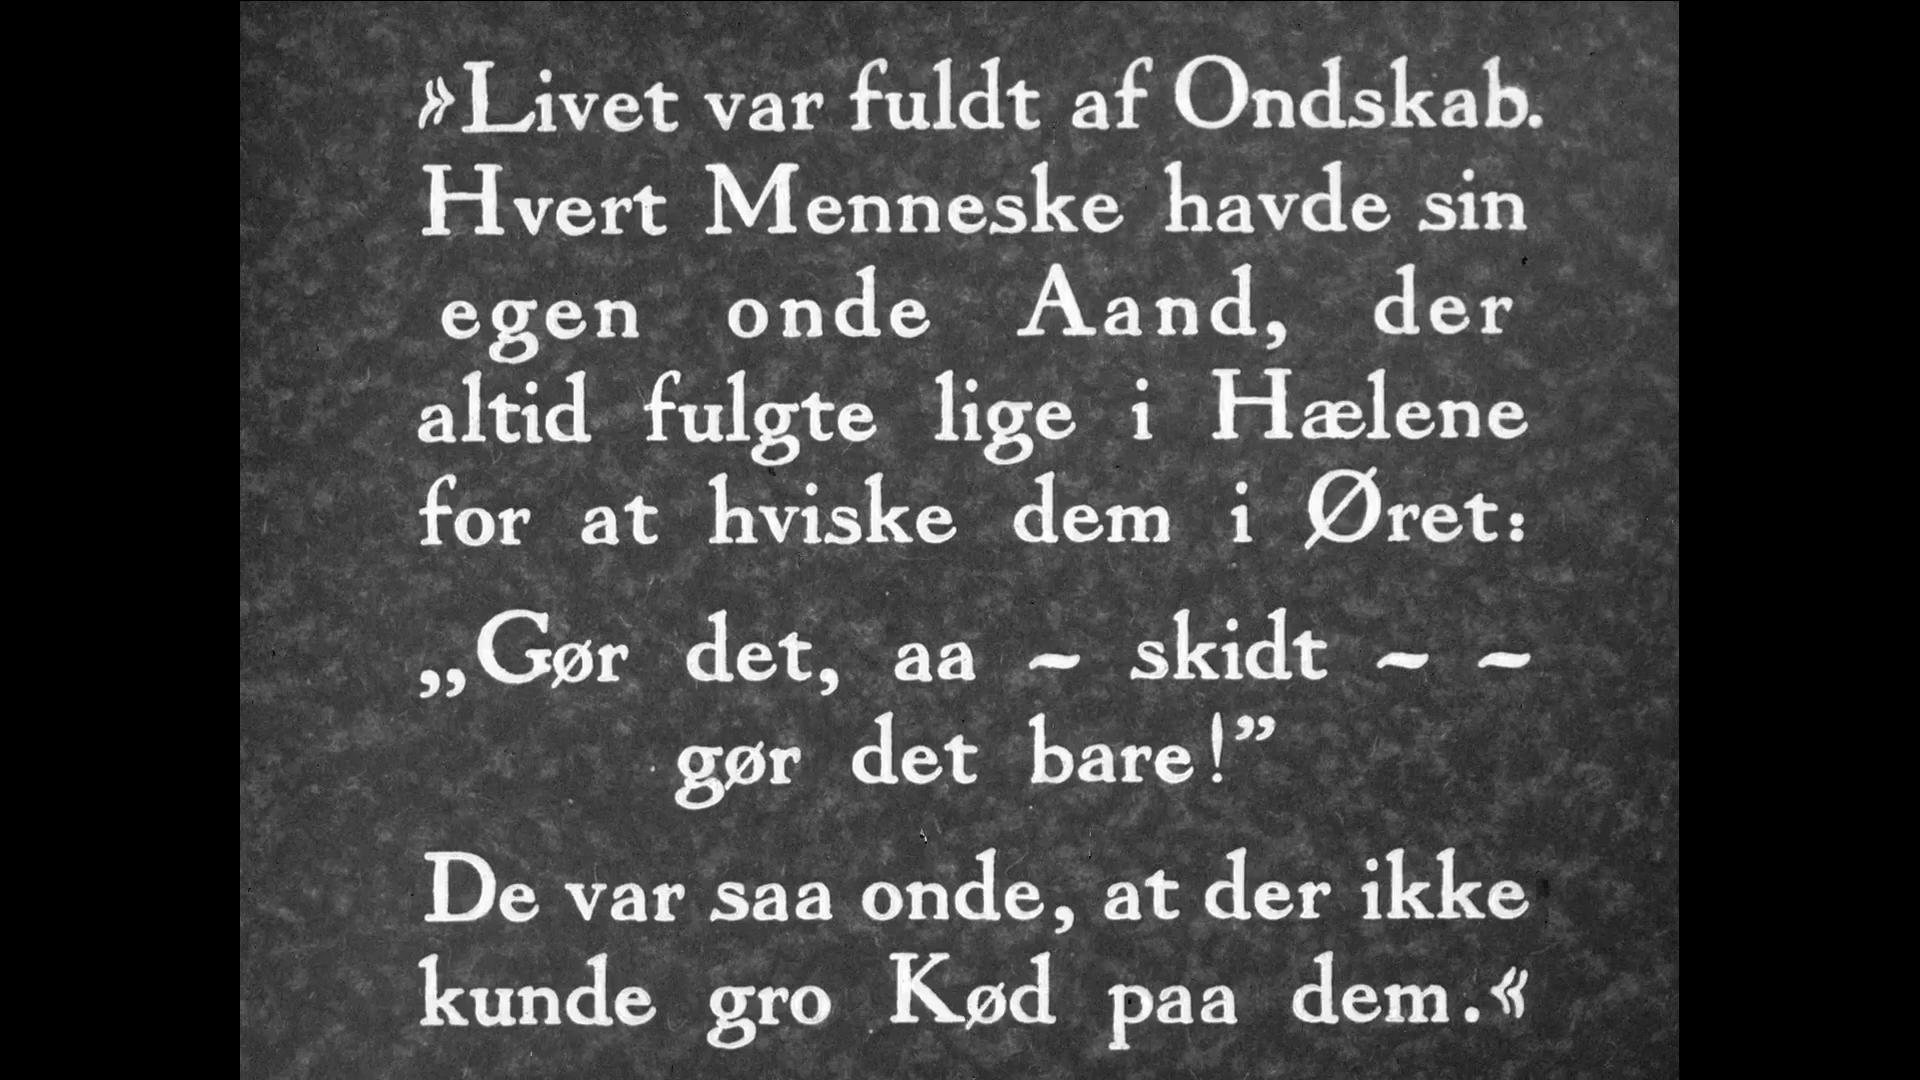 »Livet var fuldt af Ondskab.
Hvert Menneske havde sin
egen onde Aand, der
altid fulgte lige i Hælene
for at hviske dem i Øret:
„Gør det, aa ~ skidt ~ ~
gør det bare!”
De var saa onde, at der ikke
kunde gro Kød paa dem.«